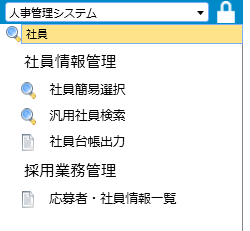 人事管理システム
社員
社員情報管理
社員簡易選択
汎用社員検索
社員台帳出力
採用業務管理
応募者・社員情報一覧